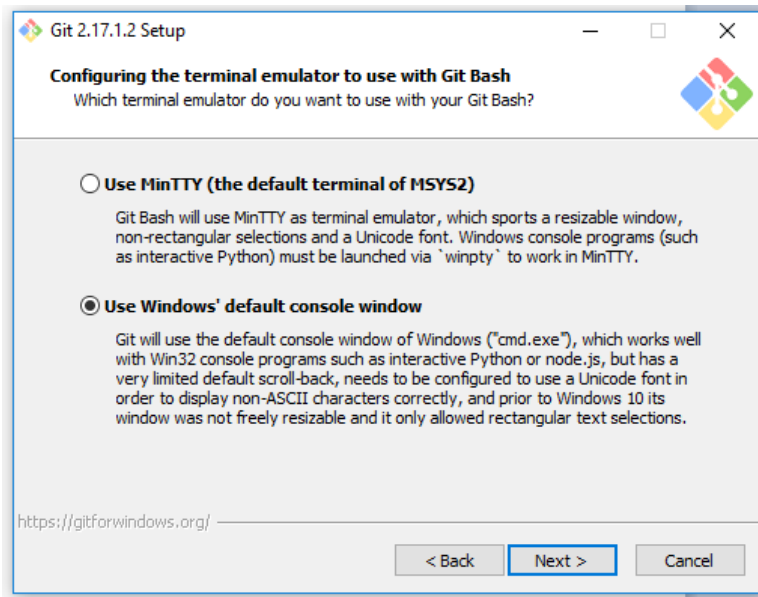 Git 2.17.1.2 Setup
Configuring the terminal emulator to use with Git Bash
Which terminal emulator do you want to use with your Git Bash?
Use MinTTY (the default terminal of MSYS2)
Git Bash will use MinTTY as terminal emulator, which sports a resizable window,
non-rectangular selections and a Unicode font. Windows console programs (such
as interactive Python) must be launched via `winpty` to work in MinTTY.
Use Windows' default console window
Git will use the default console window of Windows ("cmd.exe"), which works well
with Win32 console programs such as interactive Python or node.js, but has a
very limited default scroll-back, needs to be configured to use a Unicode font in
order to display non-ASCII characters correctly, and prior to Windows 10 its
window was not freely resizable and it only allowed rectangular text selections.
https://gitforwindows.org/
< Back Next > Cancel